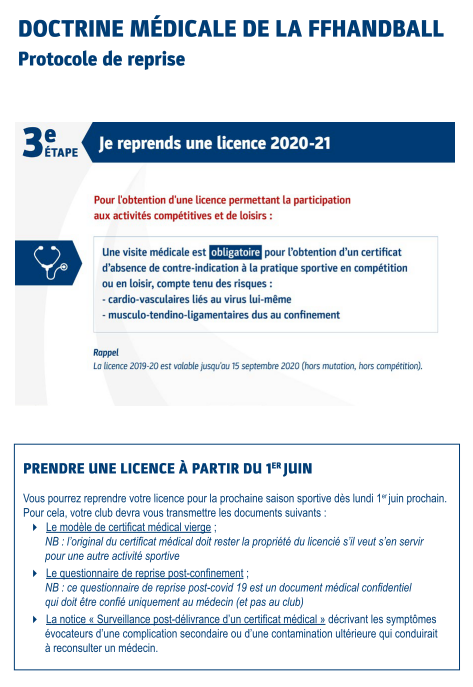 DOCTRINE MÉDICALE DE LA FFHANDBALL
Protocole de reprise
3e ÉTAPE
Je reprends une licence 2020-21
Pour l'obtention d'une licence permettant la participation
aux activités compétitives et de loisirs :
Une visite médicale est obligatoire pour l'obtention d'un certificat
d'absence de contre-indication à la pratique sportive en compétition
ou en loisir, compte tenu des risques :
- cardio-vasculaires liés au virus lui-même
- musculo-tendino-ligamentaires dus au confinement
Rappel
La licence 2019-20 est valable jusqu'au 15 septembre 2020 (hors mutation, hors compétition).
PRENDRE UNE LICENCE À PARTIR DU 1ER JUIN
Vous pourrez reprendre votre licence pour la prochaine saison sportive dès lundi 1er juin prochain.
Pour cela, votre club devra vous transmettre les documents suivants :
Le modèle de certificat médical vierge ;
NB : l'original du certificat médical doit rester la propriété du licencié s'il veut s'en servir
pour une autre activité sportive
Le questionnaire de reprise post-confinement ;
NB : ce questionnaire de reprise post-covid 19 est un document médical confidentiel
qui doit être confié uniquement au médecin (et pas au club)
La notice « Surveillance post-délivrance d'un certificat médical » décrivant les symptômes
évocateurs d'une complication secondaire ou d'une contamination ultérieure qui conduirait
à reconsulter un médecin.